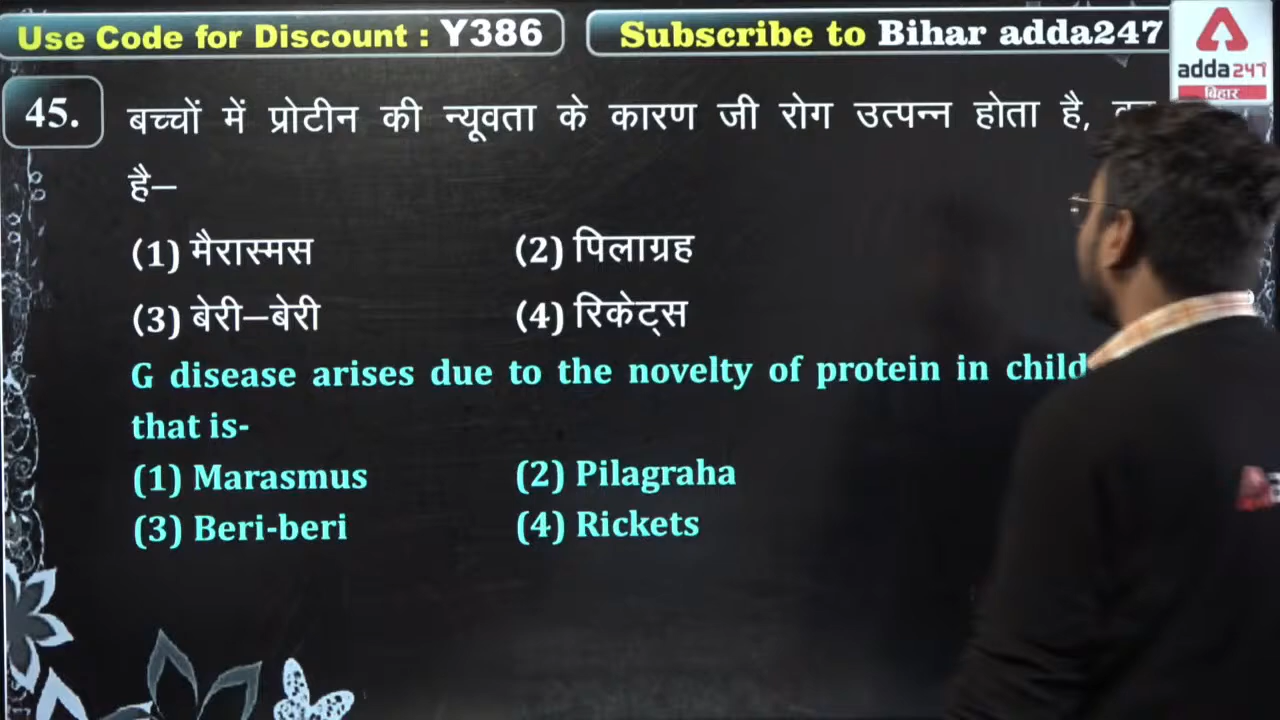 Use Code for Discount : Y386
Subscribe to Bihar adda247
adda247
बिहार
45.
बच्चों में प्रोटीन की न्यूवता के कारण जी रोग उत्पन्न होता है,
है–
(1) मैरास्मस (2) पिलाग्रह
(3) बेरी–बेरी (4) रिकेट्स
G disease arises due to the novelty of protein in child
that is-
(1) Marasmus (2) Pilagraha
(3) Beri-beri (4) Rickets